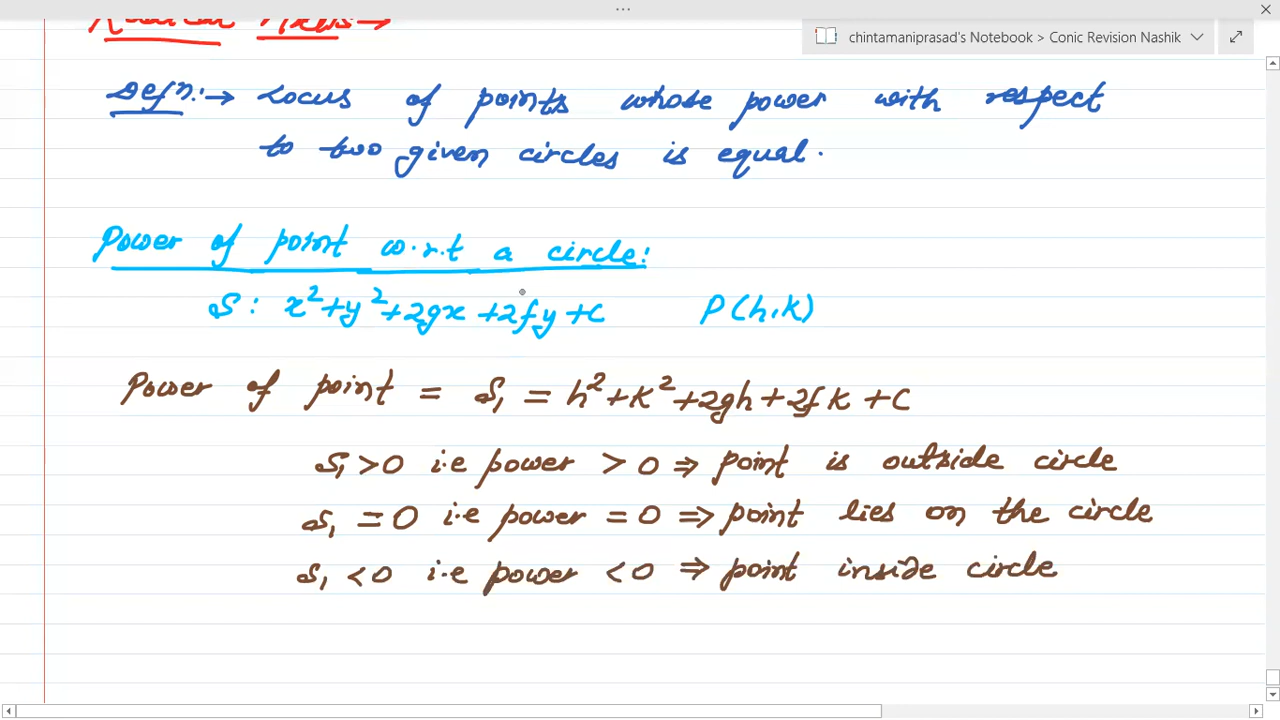 chintamaniprasad's Notebook > Conic Revision Nashik
Defn: → Locus of points whose power with respect
to two given circles is equal.
Power of point w.r.t a circle:
S: x²+y²+2gx+2fy+c P(h,k)
Power of point = S₁ = h²+k²+2gh+2fk+c
S₁ >0 i.e power > 0 ⇒ point is outside circle
S₁ =0 i.e power = 0 ⇒ point lies on the circle
S₁ <0 i.e power <0 ⇒ point inside circle